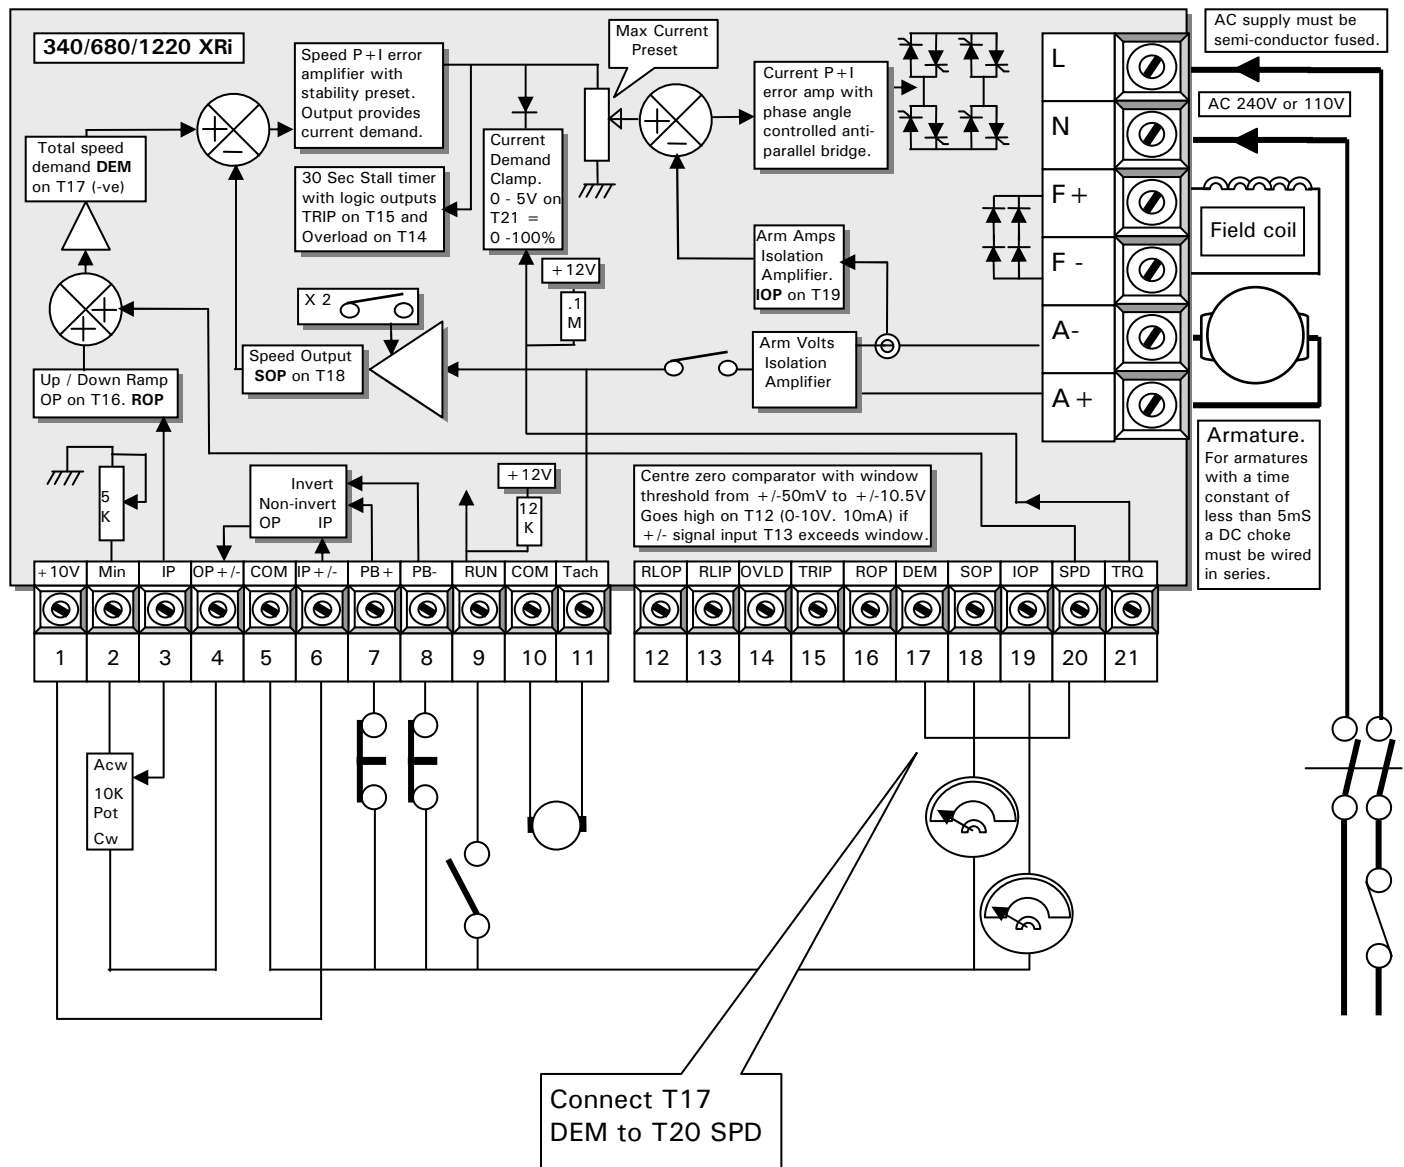 340/680/1220 XRi
Speed P+I error
amplifier with
stability preset.
Output provides
current demand.
Max Current
Preset
Current P+I
error amp with
phase angle
controlled anti-
parallel bridge.
AC supply must be
semi-conductor fused.
L
AC 240V or 110V
N
Total speed
demand DEM
on T17 (-ve)
+
−
30 Sec Stall timer
with logic outputs
TRIP on T15 and
Overload on T14
Current
Demand
Clamp.
0 - 5V on
T21 =
0 -100%
+
−
F+
Field coil
F -
Arm Amps
Isolation
Amplifier.
IOP on T19
+12V
.1
M
X 2
+
+
A-
Arm Volts
Isolation
Amplifier
Speed Output
SOP on T18
Up / Down Ramp
OP on T16. ROP
A+
Armature.
For armatures
with a time
constant of
less than 5mS
a DC choke
must be wired
in series.
5
K
Invert
Non-invert
OP IP
+12V
12
K
Centre zero comparator with window
threshold from +/-50mV to +/-10.5V
Goes high on T12 (0-10V. 10mA) if
+/- signal input T13 exceeds window.
+10V Min IP OP+/- COM IP+/- PB+ PB- RUN COM Tach
RLOP RLIP OVLD TRIP ROP DEM SOP IOP SPD TRQ
1 2 3 4 5 6 7 8 9 10 11
12 13 14 15 16 17 18 19 20 21
Acw
10K
Pot
Cw
Connect T17
DEM to T20 SPD